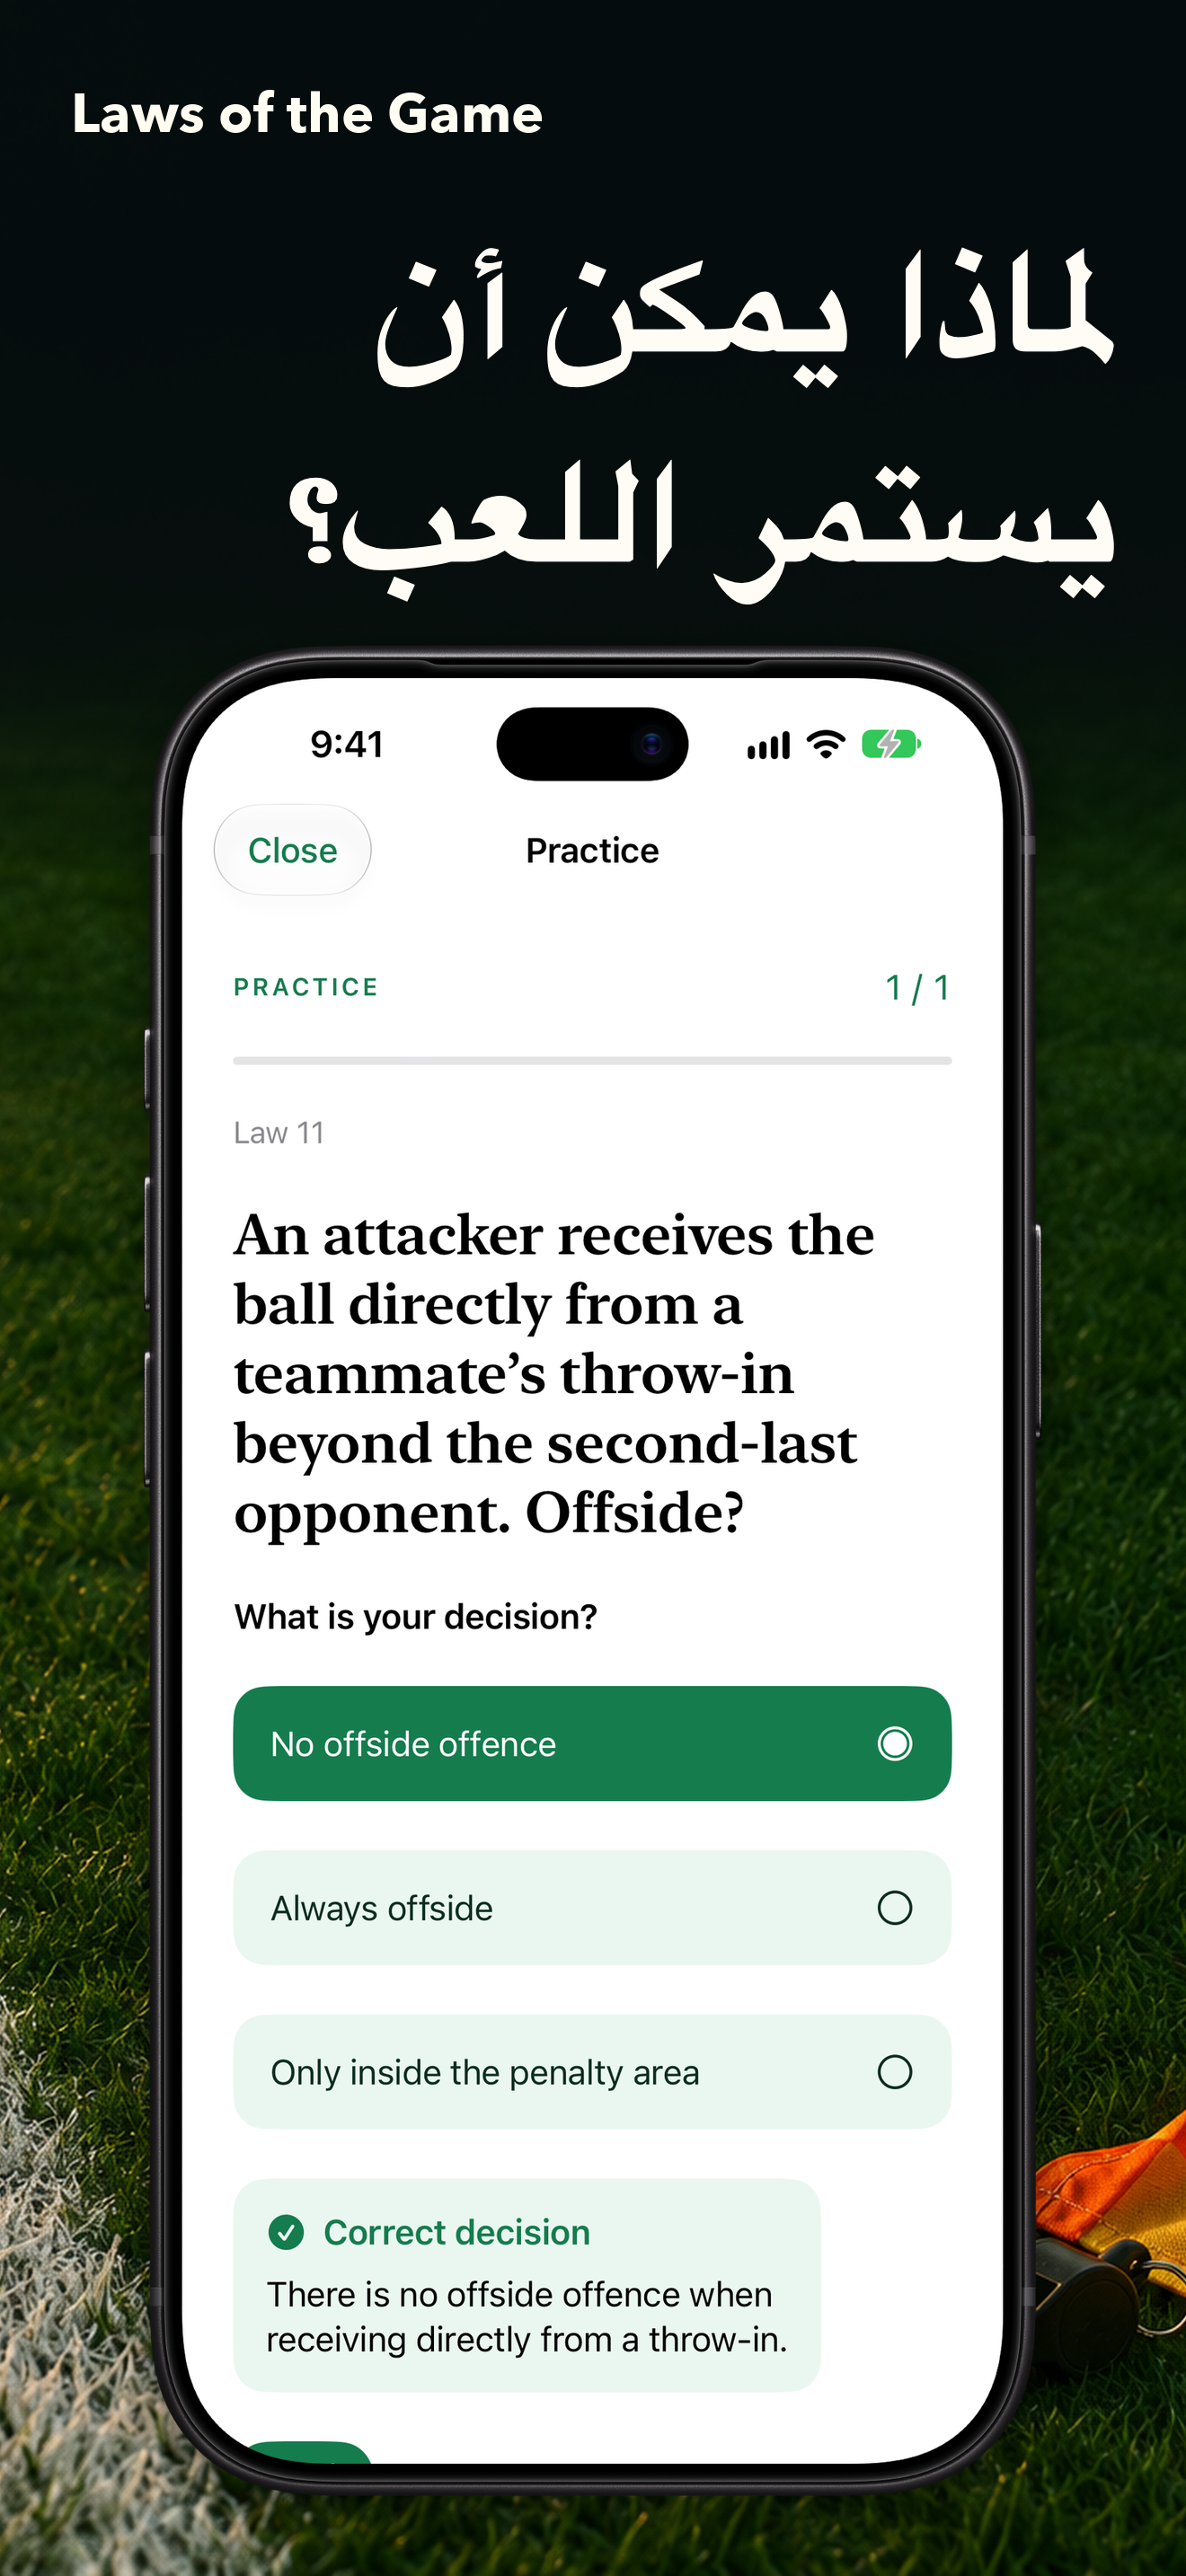 Laws of the Game
لماذا يمكن أن
يستمر اللعب؟
9:41
Close
Practice
PRACTICE
1 / 1
Law 11
An attacker receives the
ball directly from a
teammate’s throw-in
beyond the second-last
opponent. Offside?
What is your decision?
No offside offence
Always offside
Only inside the penalty area
Correct decision
There is no offside offence when
receiving directly from a throw-in.